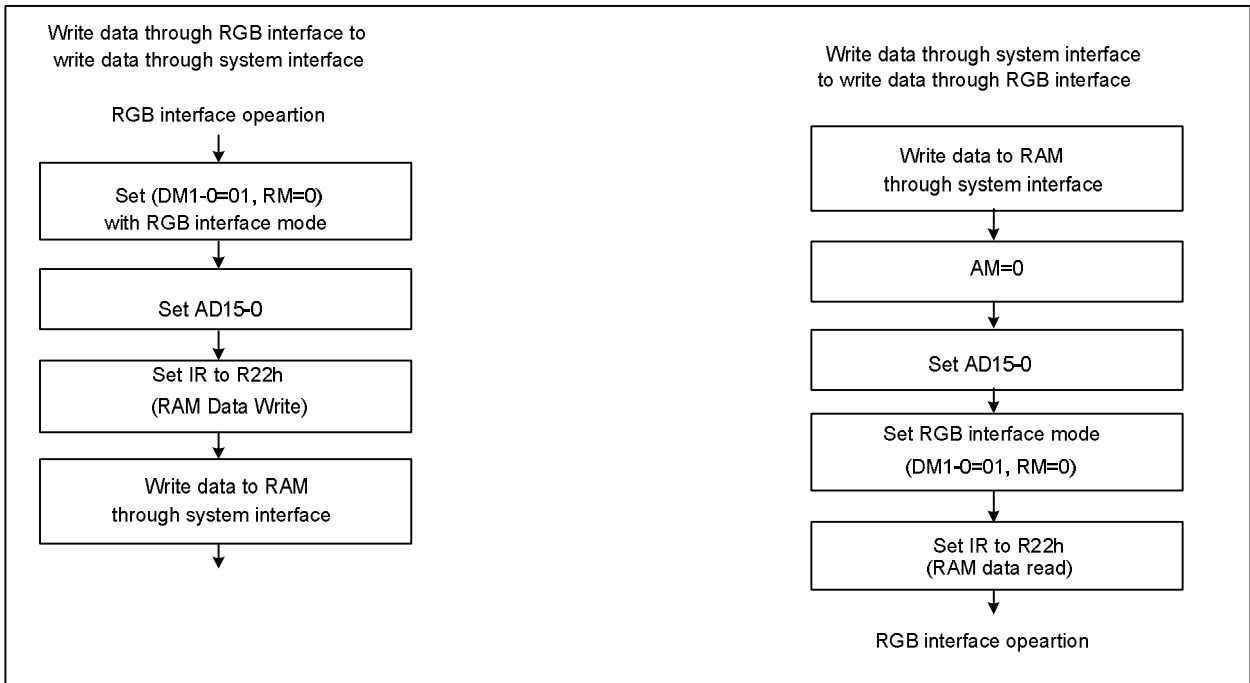 Write data through RGB interface to
write data through system interface
RGB interface opeartion
Set (DM1-0=01, RM=0)
with RGB interface mode
Set AD15-0
Set IR to R22h
(RAM Data Write)
Write data to RAM
through system interface
Write data through system interface
to write data through RGB interface
Write data to RAM
through system interface
AM=0
Set AD15-0
Set RGB interface mode
(DM1-0=01, RM=0)
Set IR to R22h
(RAM data read)
RGB interface opeartion